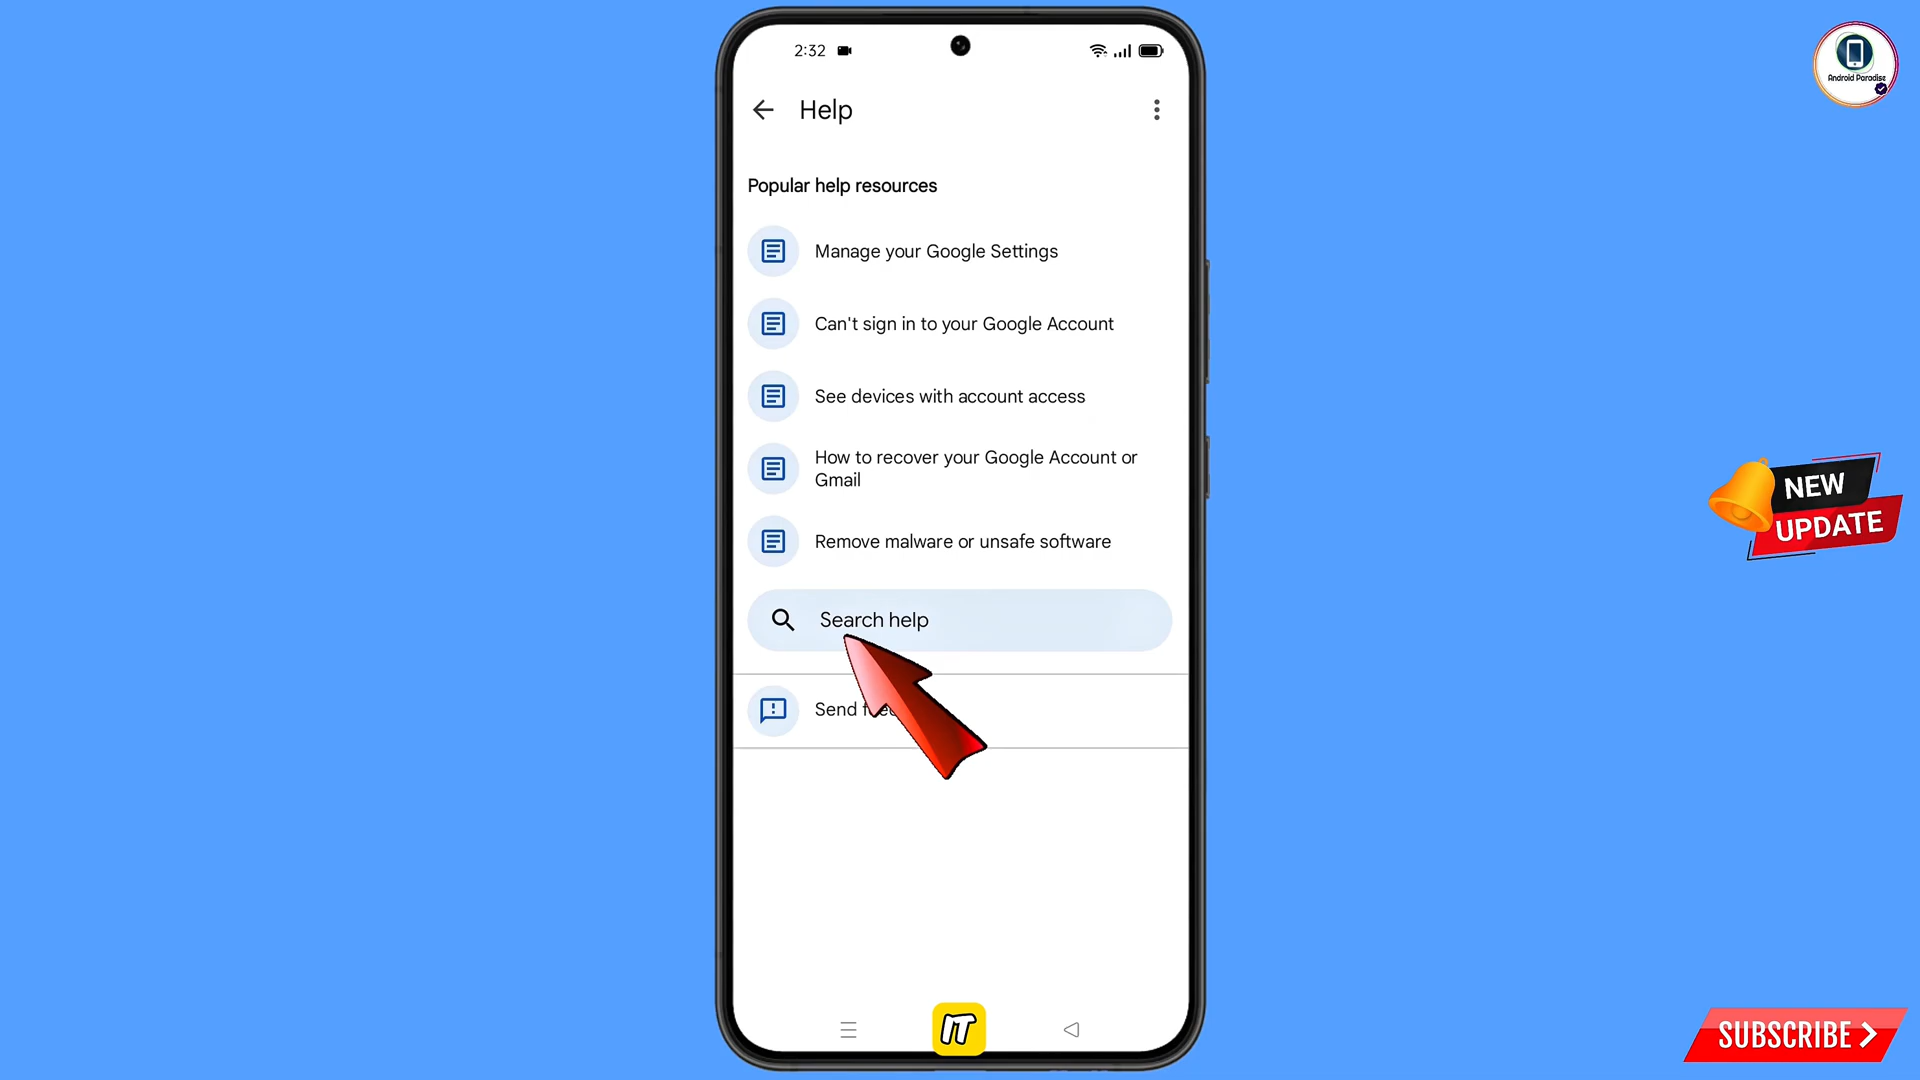 2:32
Android Paradise
Help
Popular help resources
Manage your Google Settings
Can't sign in to your Google Account
See devices with account access
How to recover your Google Account or
Gmail
Remove malware or unsafe software
Search help
Send feed
NEW
UPDATE
IT
SUBSCRIBE